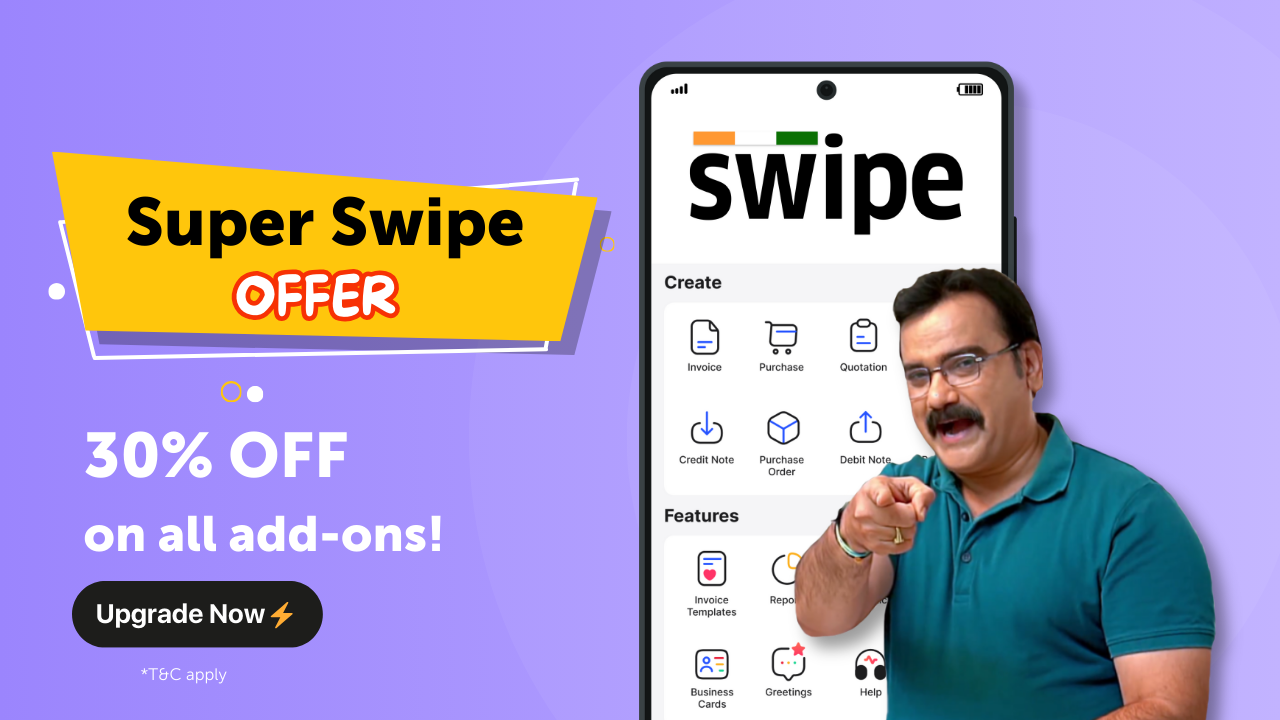 Super Swipe
OFFER
30% OFF
on all add-ons!
Upgrade Now
*T&C apply
swipe
Create
Invoice
Purchase
Quotation
Credit Note
Purchase
Order
Debit Note
Features
Invoice
Templates
Business
Cards
Greetings
Help